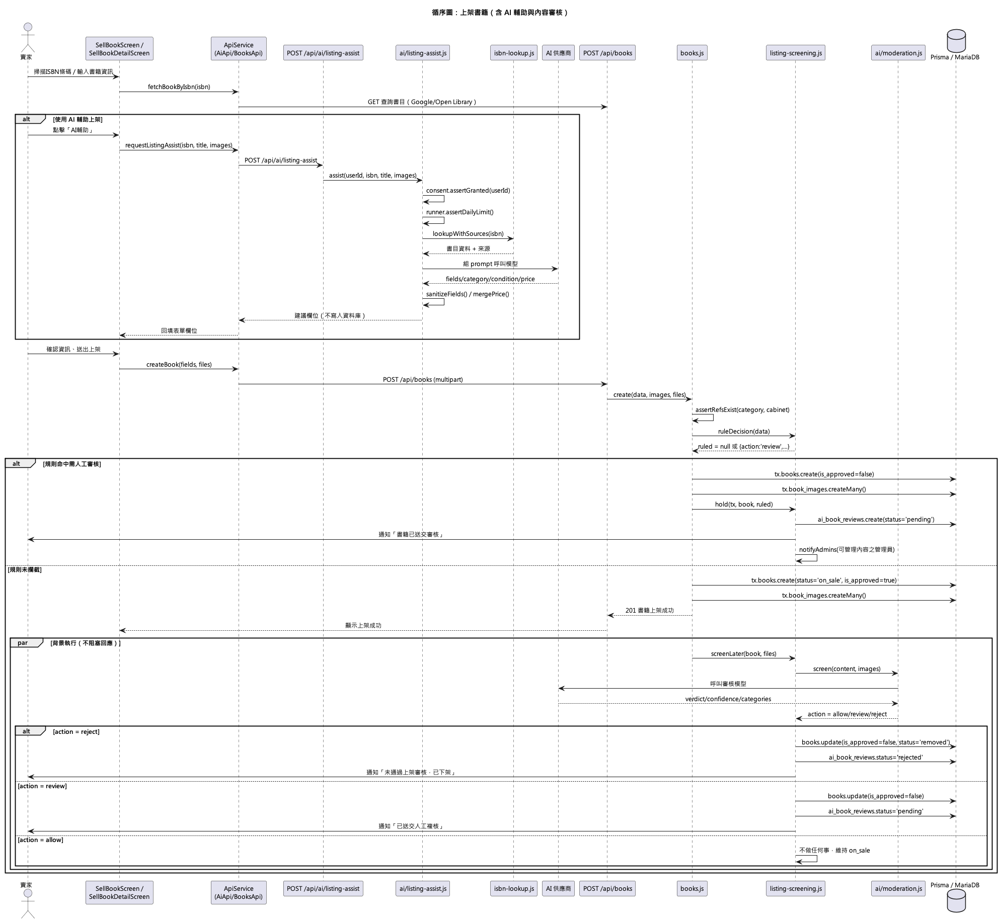 循序圖：上架書籍（含 AI 輔助與內容審核）
賣家
SellBookScreen /
SellBookDetailScreen
ApiService
(AiApi/BooksApi)
POST /api/ai/listing-assist
ai/listing-assist.js
isbn-lookup.js
AI 供應商
POST /api/books
books.js
listing-screening.js
ai/moderation.js
Prisma / MariaDB
掃描ISBN條碼 / 輸入書籍資訊
fetchBookByIsbn(isbn)
GET 查詢書目（Google/Open Library）
alt
[使用 AI 輔助上架]
點擊「AI輔助」
requestListingAssist(isbn, title, images)
POST /api/ai/listing-assist
assist(userId, isbn, title, images)
consent.assertGranted(userId)
runner.assertDailyLimit()
lookupWithSources(isbn)
書目資料 + 來源
組 prompt 呼叫模型
fields/category/condition/price
sanitizeFields() / mergePrice()
建議欄位（不寫入資料庫）
回填表單欄位
確認資訊、送出上架
createBook(fields, files)
POST /api/books (multipart)
create(data, images, files)
assertRefsExist(category, cabinet)
ruleDecision(data)
ruled = null 或 {action:'review',...}
alt
[規則命中需人工審核]
tx.books.create(is_approved=false)
tx.book_images.createMany()
hold(tx, book, ruled)
ai_book_reviews.create(status='pending')
通知「書籍已送交審核」
notifyAdmins(可管理內容之管理員)
[規則未攔截]
tx.books.create(status='on_sale', is_approved=true)
tx.book_images.createMany()
201 書籍上架成功
顯示上架成功
par
[背景執行（不阻塞回應）]
screenLater(book, files)
screen(content, images)
呼叫審核模型
verdict/confidence/categories
action = allow/review/reject
alt
[action = reject]
books.update(is_approved=false, status='removed')
ai_book_reviews.status='rejected'
通知「未通過上架審核，已下架」
[action = review]
books.update(is_approved=false)
ai_book_reviews.status='pending'
通知「已送交人工複核」
[action = allow]
不做任何事，維持 on_sale
賣家
SellBookScreen /
SellBookDetailScreen
ApiService
(AiApi/BooksApi)
POST /api/ai/listing-assist
ai/listing-assist.js
isbn-lookup.js
AI 供應商
POST /api/books
books.js
listing-screening.js
ai/moderation.js
Prisma / MariaDB